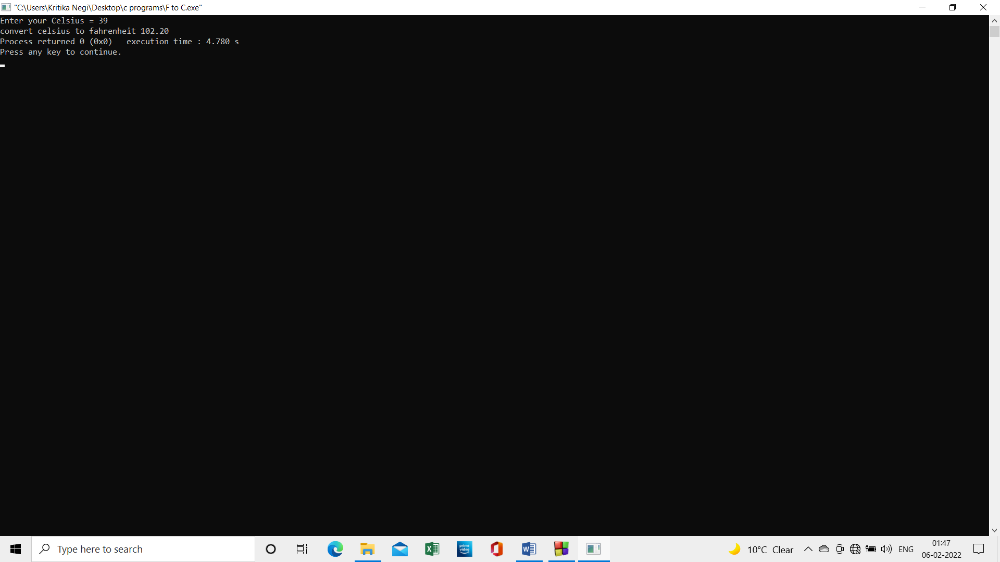 "C:\Users\Kritika Negi\Desktop\c programs\F to C.exe"
Enter your Celsius = 39
convert celsius to fahrenheit 102.20
Process returned 0 (0x0)   execution time : 4.780 s
Press any key to continue.
Type here to search
prime video
10°C Clear
ENG
01:47
06-02-2022